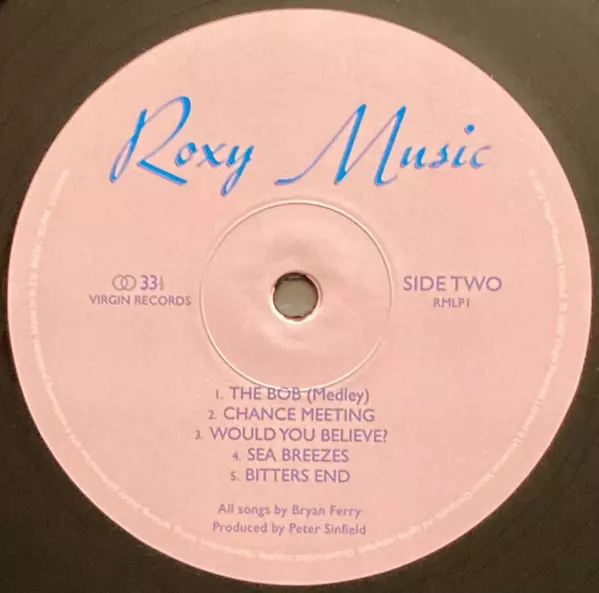 Roxy Music
33⅓
SIDE TWO
VIRGIN RECORDS
RMLP1
1. THE BOB (Medley)
2. CHANCE MEETING
3. WOULD YOU BELIEVE?
4. SEA BREEZES
5. BITTERS END
All songs by Bryan Ferry
Produced by Peter Sinfield